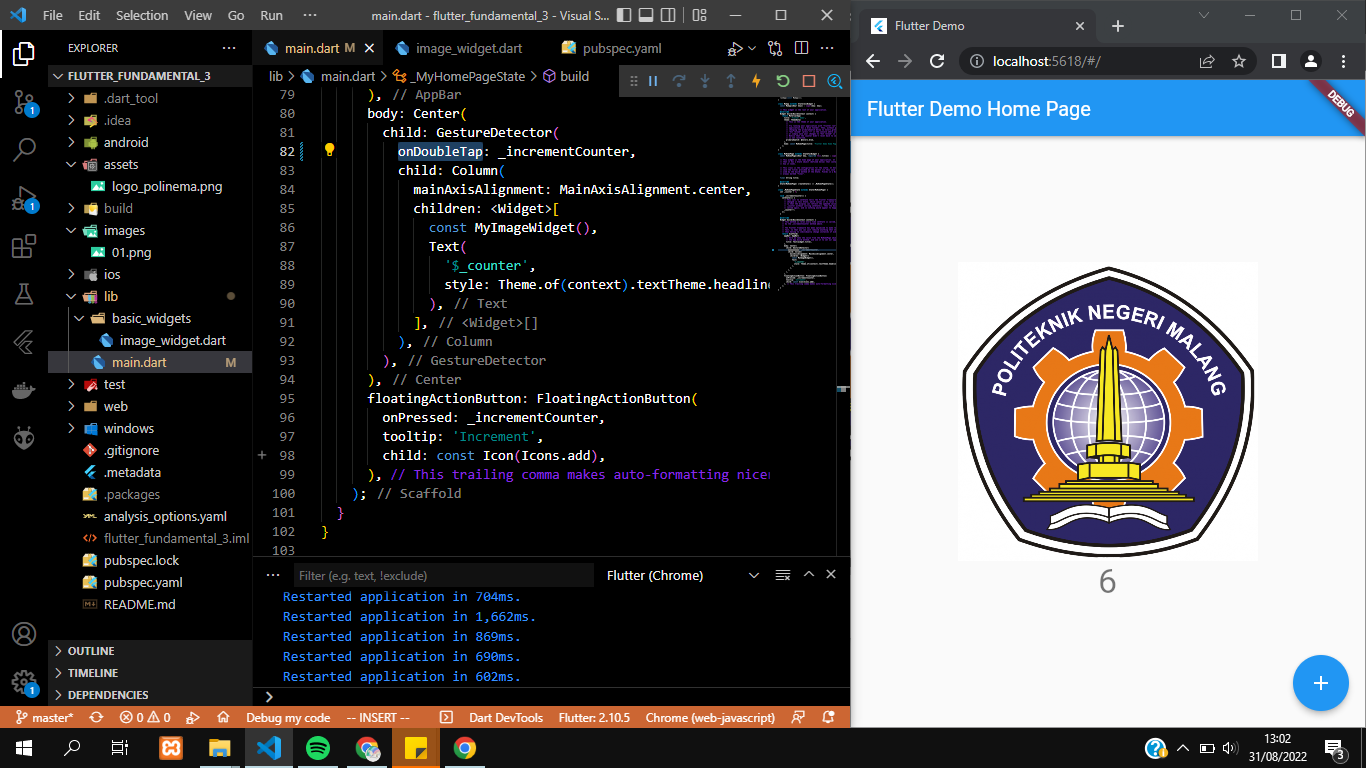 File Edit Selection View Go Run ··· main.dart - flutter_fundamental_3 - Visual S...
EXPLORER ···
FLUTTER_FUNDAMENTAL_3
.dart_tool
.idea
android
assets
logo_polinema.png
build
images
01.png
ios
lib
basic_widgets
image_widget.dart
main.dart M
test
web
windows
.gitignore
.metadata
.packages
analysis_options.yaml
flutter_fundamental_3.iml
pubspec.lock
pubspec.yaml
README.md
OUTLINE
TIMELINE
DEPENDENCIES
main.dart M image_widget.dart pubspec.yaml
lib > main.dart > _MyHomePageState > build
79 ), // AppBar
80 body: Center(
81 child: GestureDetector(
82 onDoubleTap: _incrementCounter,
83 child: Column(
84 mainAxisAlignment: MainAxisAlignment.center,
85 children: <Widget>[
86 const MyImageWidget(),
87 Text(
88 '$_counter',
89 style: Theme.of(context).textTheme.headlin
90 ), // Text
91 ], // <Widget>[]
92 ), // Column
93 ), // GestureDetector
94 ), // Center
95 floatingActionButton: FloatingActionButton(
96 onPressed: _incrementCounter,
97 tooltip: 'Increment',
98 child: const Icon(Icons.add),
99 ), // This trailing comma makes auto-formatting nicer
100 ); // Scaffold
101 }
102 }
103
··· Filter (e.g. text, !exclude) Flutter (Chrome)
Restarted application in 704ms.
Restarted application in 1,662ms.
Restarted application in 869ms.
Restarted application in 690ms.
Restarted application in 602ms.
>
master* 0 0 Debug my code -- INSERT -- Dart DevTools Flutter: 2.10.5 Chrome (web-javascript)
1
1
1
Flutter Demo
localhost:5618/#/
Flutter Demo Home Page
DEBUG
POLITEKNIK NEGERI MALANG
6
13:02
31/08/2022
3